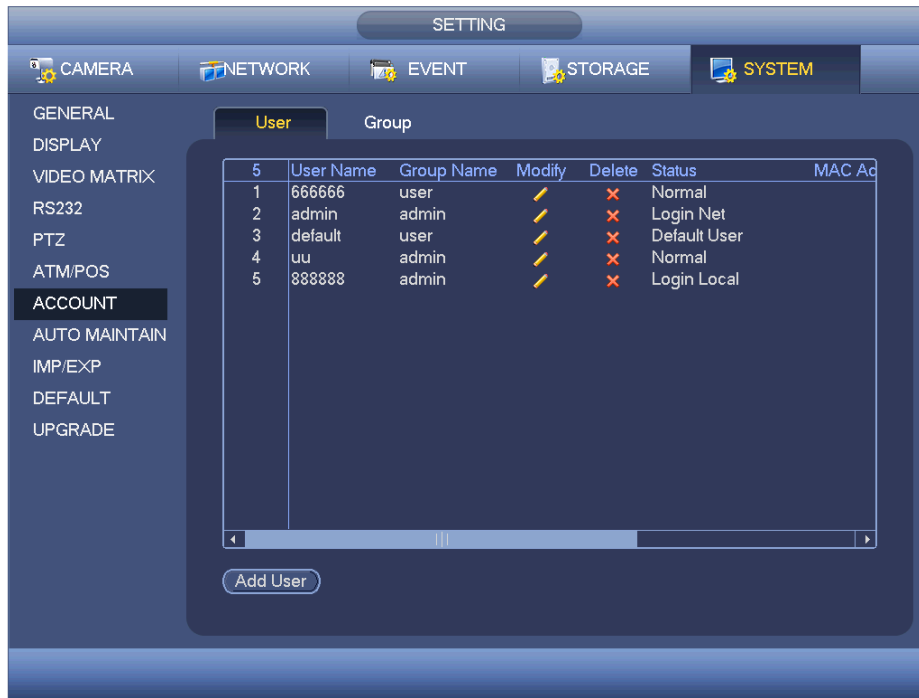 SETTING
CAMERA NETWORK EVENT STORAGE SYSTEM
GENERAL
DISPLAY
VIDEO MATRIX
RS232
PTZ
ATM/POS
ACCOUNT
AUTO MAINTAIN
IMP/EXP
DEFAULT
UPGRADE
User Group
5 User Name Group Name Modify Delete Status MAC Ad
1 666666 user Normal
2 admin admin Login Net
3 default user Default User
4 uu admin Normal
5 888888 admin Login Local
Add User